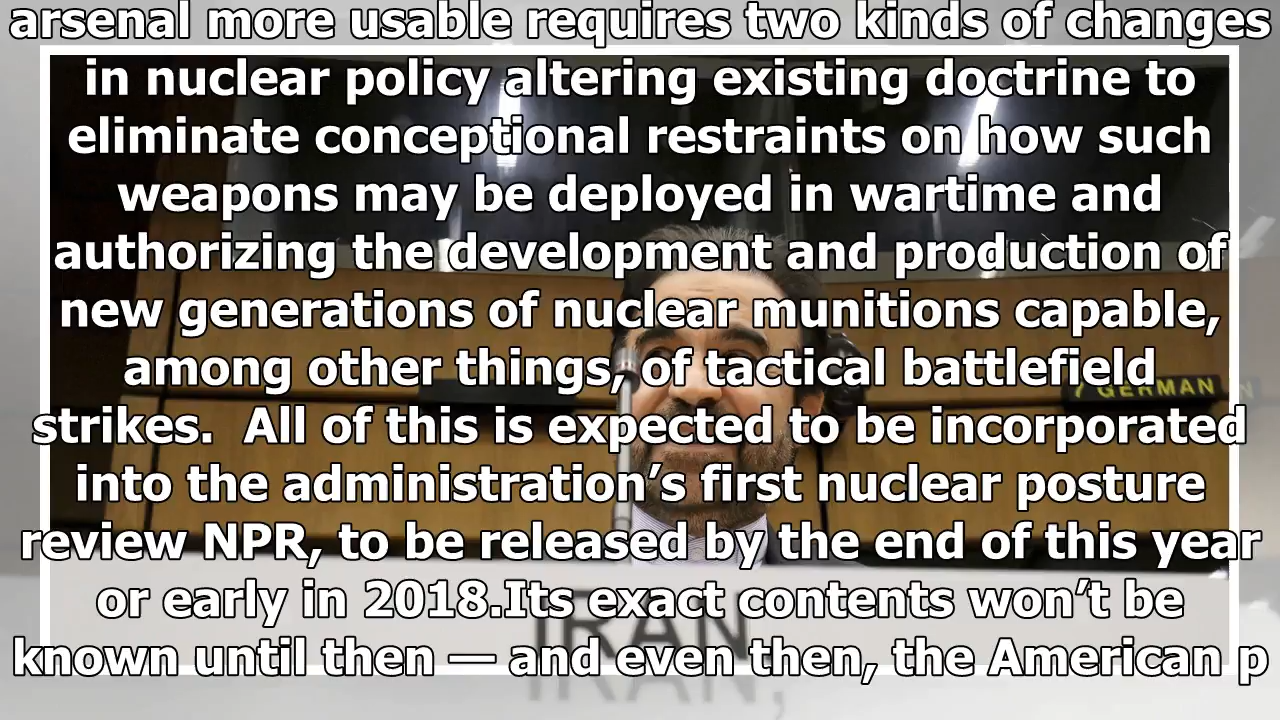 arsenal more usable requires two kinds of changes
in nuclear policy altering existing doctrine to
eliminate conceptional restraints on how such
weapons may be deployed in wartime and
authorizing the development and production of
new generations of nuclear munitions capable,
among other things, of tactical battlefield
7 GERMAN
strikes.  All of this is expected to be incorporated
into the administration’s first nuclear posture
review NPR, to be released by the end of this year
or early in 2018.Its exact contents won’t be
IRAN,
known until then — and even then, the American p